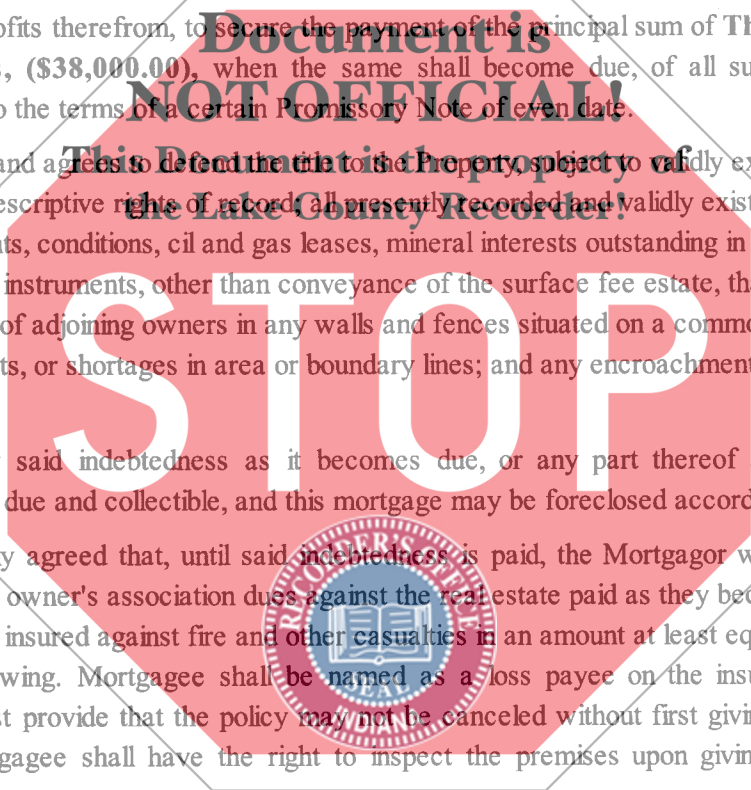 ofits therefrom, to secure the payment of the principal sum of Th
Document is
s, ($38,000.00), when the same shall become due, of all su
o the terms of a certain Promissory Note of even date.
NOT OFFICIAL!
and agrees to defend the title to the Property, subject to validly ex
This Document is the property of
escriptive rights of record; all presently recorded and validly exist
the Lake County Recorder!
ts, conditions, cil and gas leases, mineral interests outstanding in
instruments, other than conveyance of the surface fee estate, tha
of adjoining owners in any walls and fences situated on a commo
ts, or shortages in area or boundary lines; and any encroachment
STOP
said indebtedness as it becomes due, or any part thereof
due and collectible, and this mortgage may be foreclosed accord
y agreed that, until said indebtedness is paid, the Mortgagor w
owner's association dues against the real estate paid as they bec
insured against fire and other casualties in an amount at least eq
wing. Mortgagee shall be named as a loss payee on the insu
st provide that the policy may not be canceled without first givin
gagee shall have the right to inspect the premises upon givin
RECORDER'S OFFICE
SEAL
INDIANA